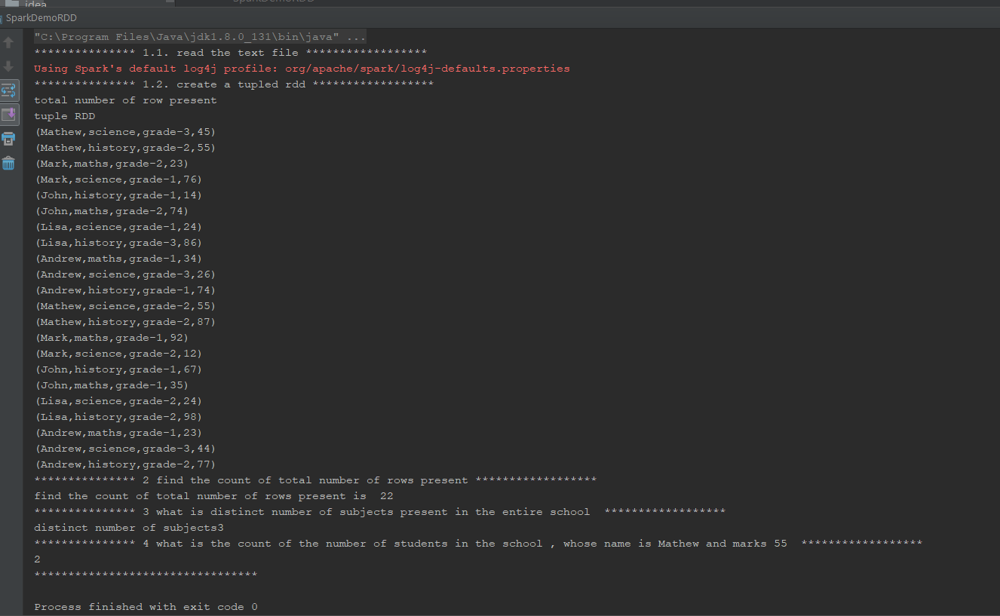 idea
SparkDemoRDD
"C:\Program Files\Java\jdk1.8.0_131\bin\java" ...
*************** 1.1. read the text file ******************
Using Spark's default log4j profile: org/apache/spark/log4j-defaults.properties
*************** 1.2. create a tupled rdd ******************
total number of row present
tuple RDD
(Mathew,science,grade-3,45)
(Mathew,history,grade-2,55)
(Mark,maths,grade-2,23)
(Mark,science,grade-1,76)
(John,history,grade-1,14)
(John,maths,grade-2,74)
(Lisa,science,grade-1,24)
(Lisa,history,grade-3,86)
(Andrew,maths,grade-1,34)
(Andrew,science,grade-3,26)
(Andrew,history,grade-1,74)
(Mathew,science,grade-2,55)
(Mathew,history,grade-2,87)
(Mark,maths,grade-1,92)
(Mark,science,grade-2,12)
(John,history,grade-1,67)
(John,maths,grade-1,35)
(Lisa,science,grade-2,24)
(Lisa,history,grade-2,98)
(Andrew,maths,grade-1,23)
(Andrew,science,grade-3,44)
(Andrew,history,grade-2,77)
*************** 2 find the count of total number of rows present ******************
find the count of total number of rows present is  22
*************** 3 what is distinct number of subjects present in the entire school  ******************
distinct number of subjects3
*************** 4 what is the count of the number of students in the school , whose name is Mathew and marks 55  ******************
2
*********************************
Process finished with exit code 0